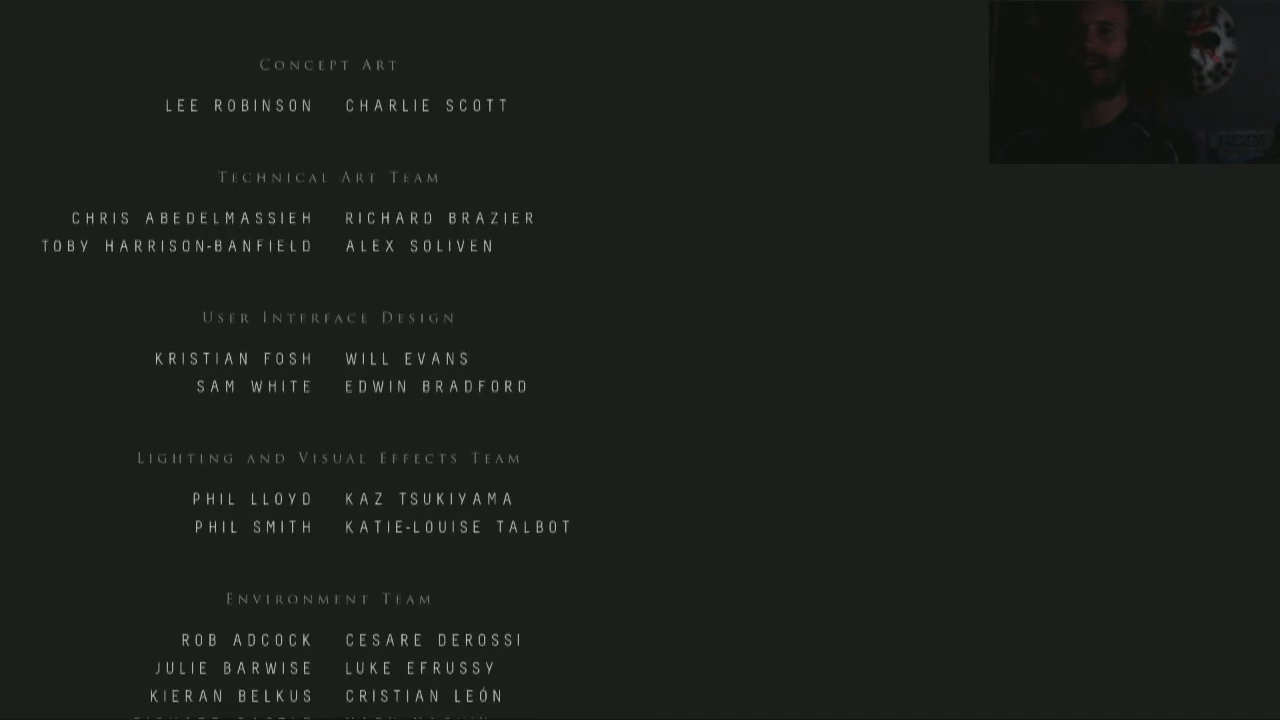 Concept Art
LEE ROBINSON CHARLIE SCOTT
Technical Art Team
CHRIS ABEDELMASSIEH RICHARD BRAZIER
TOBY HARRISON-BANFIELD ALEX SOLIVEN
User Interface Design
KRISTIAN FOSH WILL EVANS
SAM WHITE EDWIN BRADFORD
Lighting and Visual Effects Team
PHIL LLOYD KAZ TSUKIYAMA
PHIL SMITH KATIE-LOUISE TALBOT
Environment Team
ROB ADCOCK CESARE DEROSSI
JULIE BARWISE LUKE EFRUSSY
KIERAN BELKUS CRISTIAN LEÓN